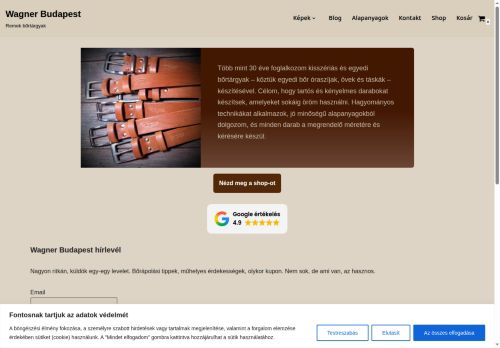 Wagner Budapest
Remek bőrtárgyak
Képek
Blog
Alapanyagok
Kontakt
Shop
Kosár
0
Több mint 30 éve foglalkozom kisszériás és egyedi
bőrtárgyak – köztük egyedi bőr óraszíjak, övek és táskák –
készítésével. Célom, hogy tartós és kényelmes darabokat
készítsek, amelyeket sokáig öröm használni. Hagyományos
technikákat alkalmazok, jó minőségű alapanyagokból
dolgozom, és minden darab a megrendelő méretére és
kérésére készül.
Nézd meg a shop-ot
Google értékelés
4.9
Wagner Budapest hírlevél
Nagyon ritkán, küldök egy-egy levelet. Bőrápolási tippek, műhelyes érdekességek, olykor kupon. Nem sok, de ami van, az hasznos.
Email
Fontosnak tartjuk az adatok védelmét
A böngészési élmény fokozása, a személyre szabott hirdetések vagy tartalmak megjelenítése, valamint a forgalom elemzése
érdekében sütiket (cookie) használunk. A "Mindet elfogadom" gombra kattintva hozzájárulhat a sütik használatához.
Testreszabás
Elutasít
Az összes elfogadása